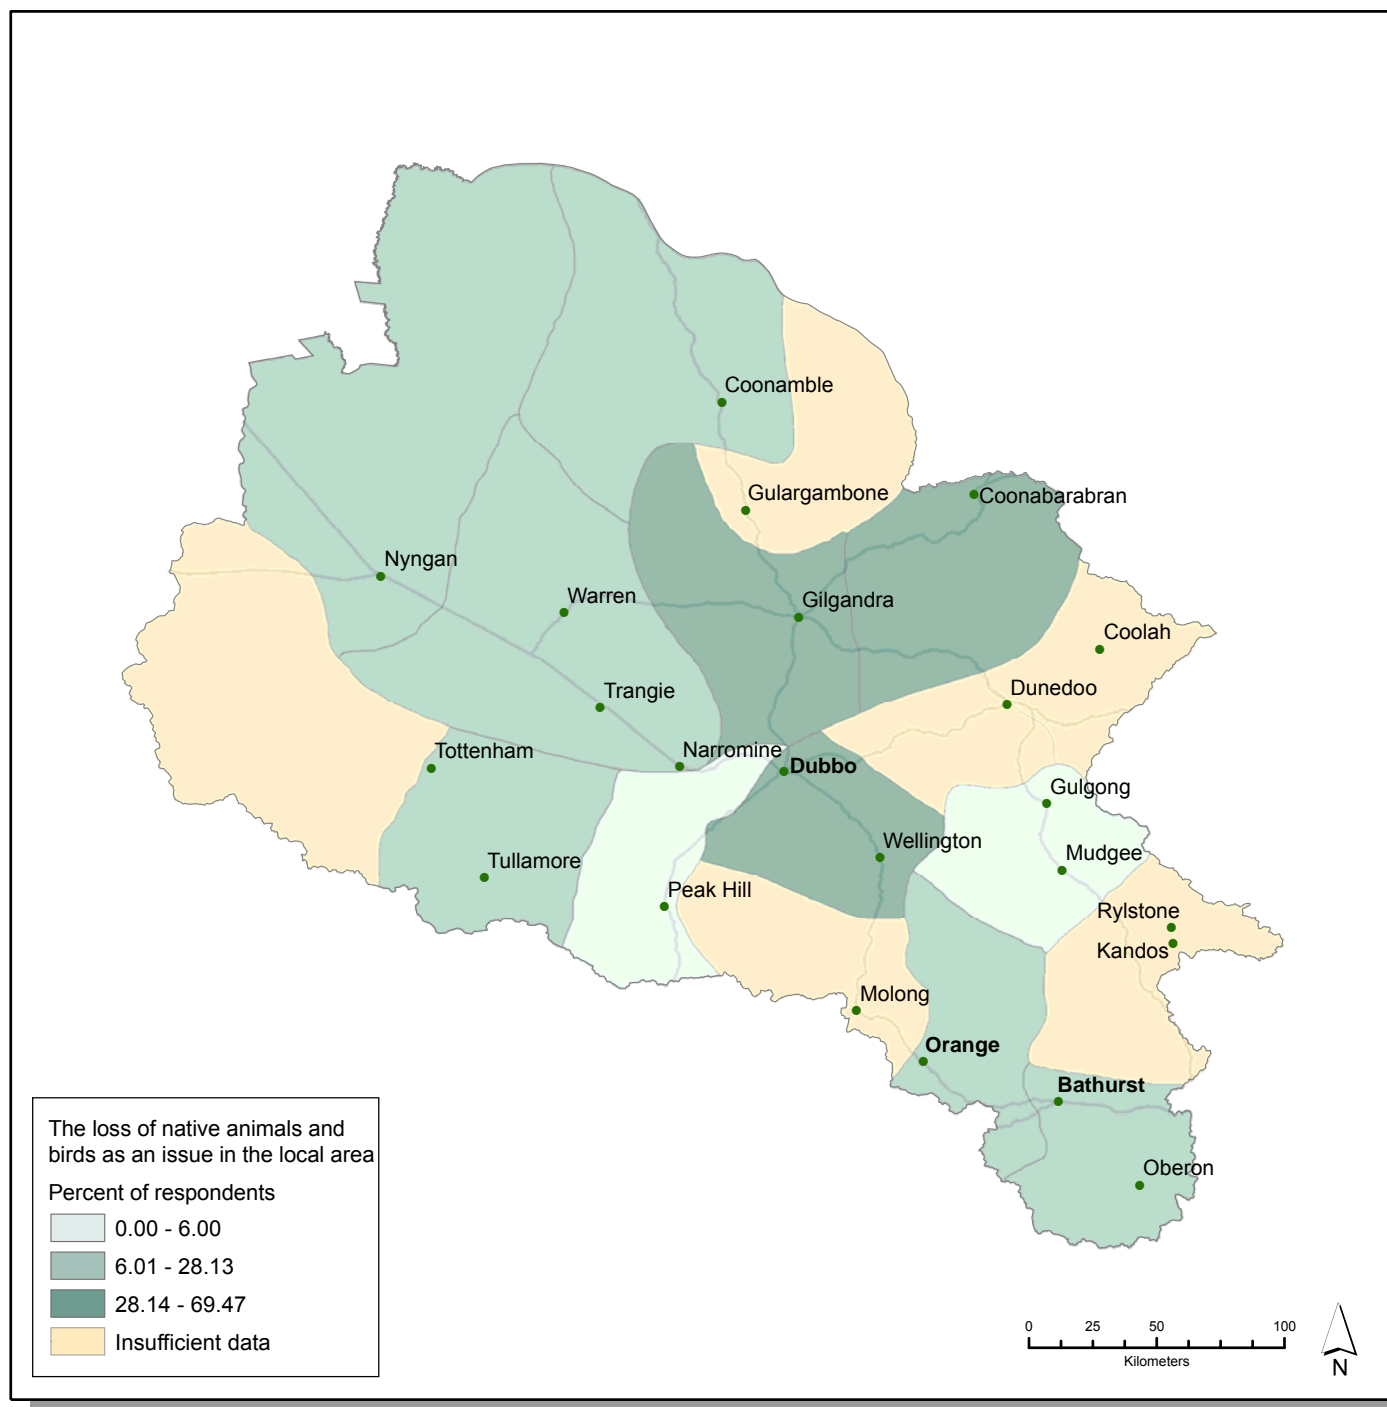 Coonamble
Gulargambone
Coonabarabran
Nyngan
Warren
Gilgandra
Coolah
Trangie
Dunedoo
Tottenham
Narromine
Dubbo
Gulgong
Wellington
Mudgee
Tullamore
Peak Hill
Rylstone
Kandos
Molong
Orange
Bathurst
Oberon
The loss of native animals and
birds as an issue in the local area
Percent of respondents
0.00 - 6.00
6.01 - 28.13
28.14 - 69.47
Insufficient data
0 25 50 100
Kilometers
N